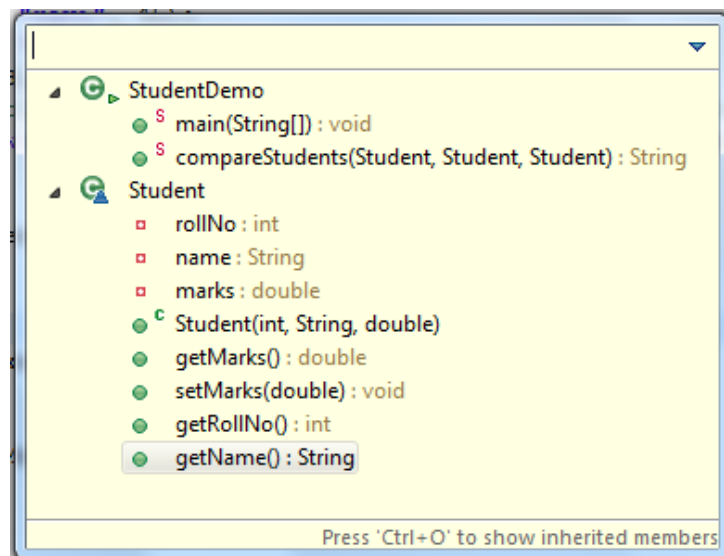 StudentDemo
S main(String[]) : void
S compareStudents(Student, Student, Student) : String
Student
rollNo : int
name : String
marks : double
C Student(int, String, double)
getMarks() : double
setMarks(double) : void
getRollNo() : int
getName() : String
Press 'Ctrl+O' to show inherited members